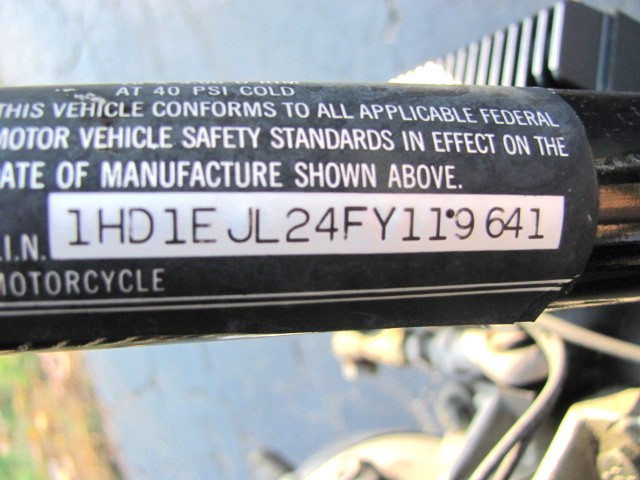 AT 40 PSI COLD
THIS VEHICLE CONFORMS TO ALL APPLICABLE FEDERAL
MOTOR VEHICLE SAFETY STANDARDS IN EFFECT ON THE
ATE OF MANUFACTURE SHOWN ABOVE.
.I.N. 1HD1EJL24FY119641
MOTORCYCLE